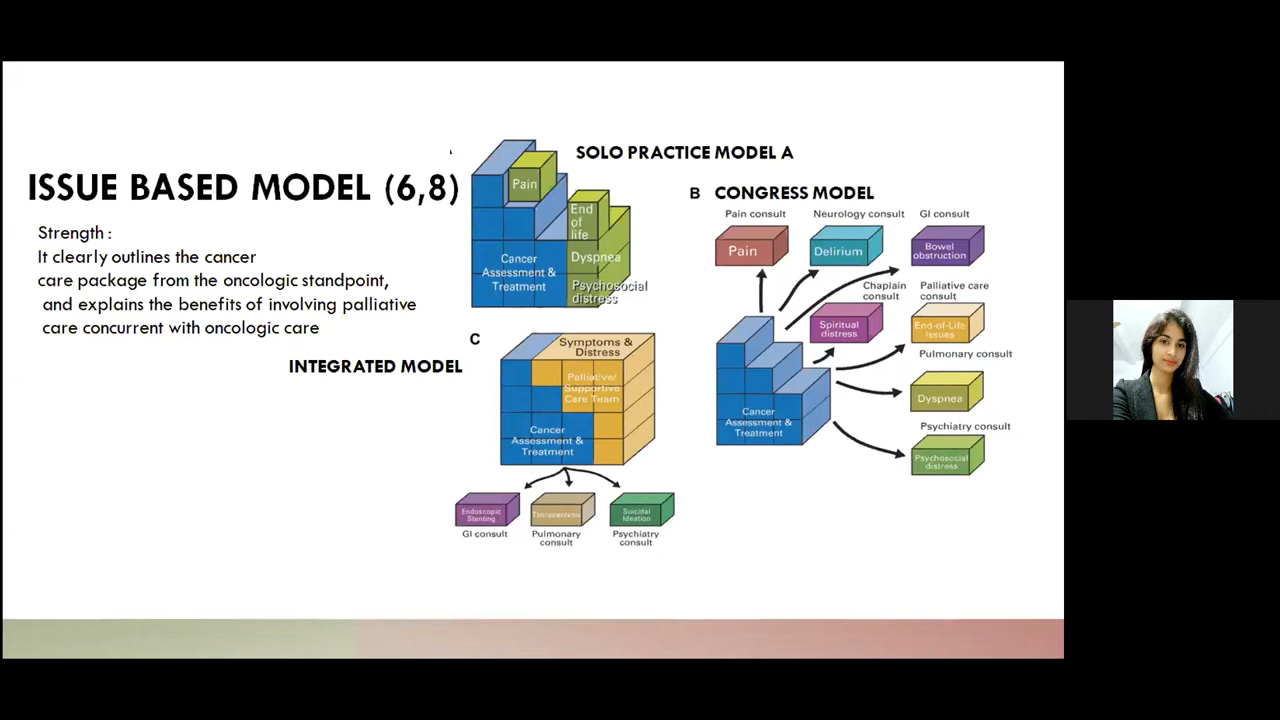 ISSUE BASED MODEL (6,8)
Strength :
It clearly outlines the cancer
care package from the oncologic standpoint,
and explains the benefits of involving palliative
care concurrent with oncologic care
SOLO PRACTICE MODEL A
Pain
End
of
life
Dyspnea
Psychosocial
distress
Cancer
Assessment &
Treatment
B CONGRESS MODEL
Pain consult
Neurology consult
GI consult
Pain
Delirium
Bowel
obstruction
Chaplain
consult
Palliative care
consult
Spiritual
distress
End-of-Life
Issues
Pulmonary consult
Dyspnea
Psychiatry consult
Psychosocial
distress
Cancer
Assessment &
Treatment
C
INTEGRATED MODEL
Symptoms &
Distress
Palliative/
Supportive
Care Team
Cancer
Assessment &
Treatment
Endoscopic
Stenting
Thoracentesis
Suicidal
Ideation
GI consult
Pulmonary
consult
Psychiatry
consult